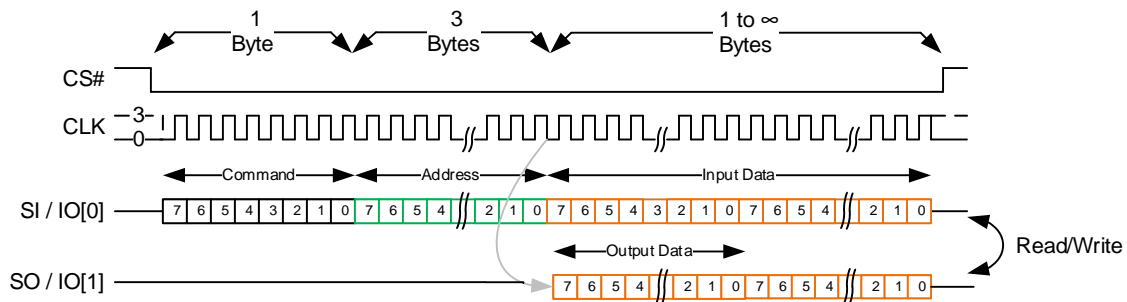 1 3 1 to ∞
Byte Bytes Bytes
CS#
3
CLK
0
Command Address Input Data
SI / IO[0] 7 6 5 4 3 2 1 0 7 6 5 4 2 1 0 7 6 5 4 3 2 1 0 7 6 5 4 2 1 0
Output Data Read/Write
SO / IO[1] 7 6 5 4 2 1 0 7 6 5 4 2 1 0